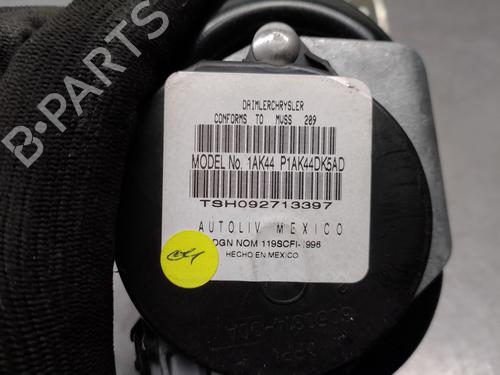 DAIMLERCHRYSLER
CONFORMS TO MVSS 209
MODEL No. 1AK44 P1AK44DK5AD
TSH092713397
AUTOLIV MEXICO
DGN NOM 119SCFI-1996
HECHO EN MEXICO
B-PARTS